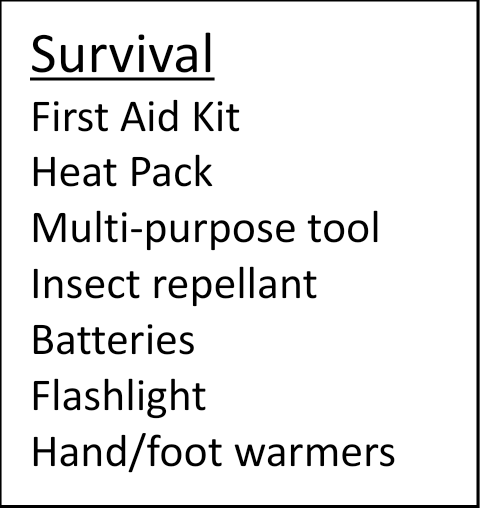 Survival
First Aid Kit
Heat Pack
Multi-purpose tool
Insect repellant
Batteries
Flashlight
Hand/foot warmers